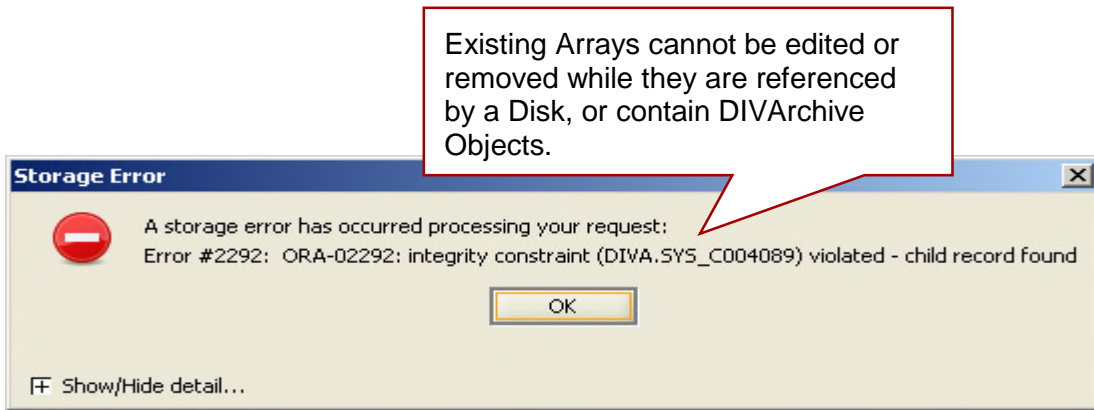 Existing Arrays cannot be edited or
removed while they are referenced
by a Disk, or contain DIVArchive
Objects.
Storage Error
A storage error has occurred processing your request:
Error #2292: ORA-02292: integrity constraint (DIVA.SYS_C004089) violated - child record found
OK
Show/Hide detail...